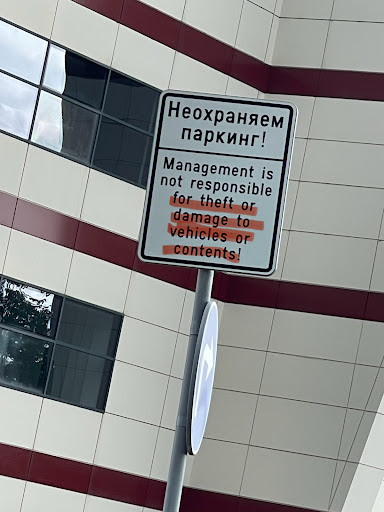 Неохраняем
паркинг!
Management is
not responsible
for theft or
damage to
vehicles or
contents!